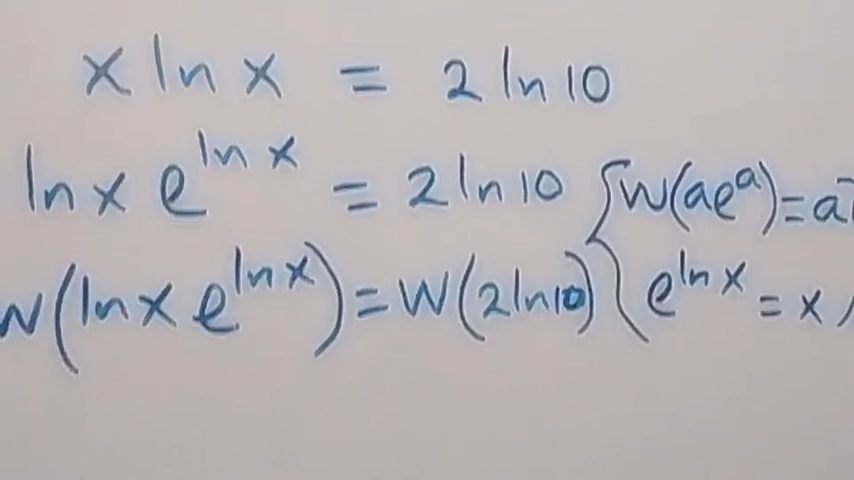 x ln x = 2 ln 10
ln x e^{ln x} = 2 ln 10 { W(ae^a) = a
W(ln x e^{ln x}) = W(2 ln 10) { e^{ln x} = x